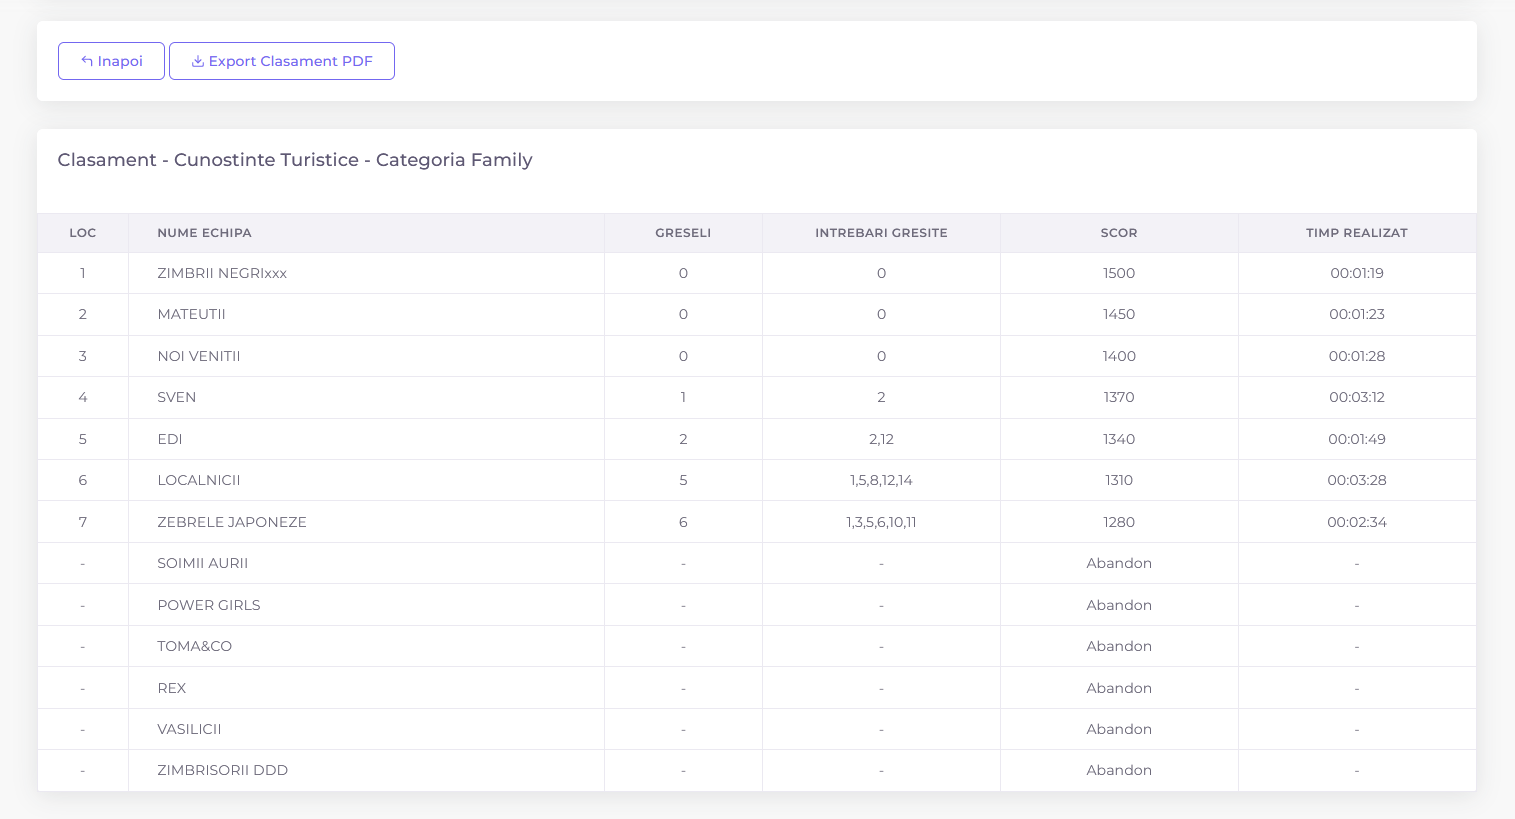 Inapoi Export Clasament PDF
Clasament - Cunostinte Turistice - Categoria Family
LOC NUME ECHIPA GRESELI INTREBARI GRESITE SCOR TIMP REALIZAT
1 ZIMBRII NEGRIxxx 0 0 1500 00:01:19
2 MATEUTII 0 0 1450 00:01:23
3 NOI VENITII 0 0 1400 00:01:28
4 SVEN 1 2 1370 00:03:12
5 EDI 2 2,12 1340 00:01:49
6 LOCALNICII 5 1,5,8,12,14 1310 00:03:28
7 ZEBRELE JAPONEZE 6 1,3,5,6,10,11 1280 00:02:34
- SOIMII AURII - - Abandon -
- POWER GIRLS - - Abandon -
- TOMA&CO - - Abandon -
- REX - - Abandon -
- VASILICII - - Abandon -
- ZIMBRISORII DDD - - Abandon -